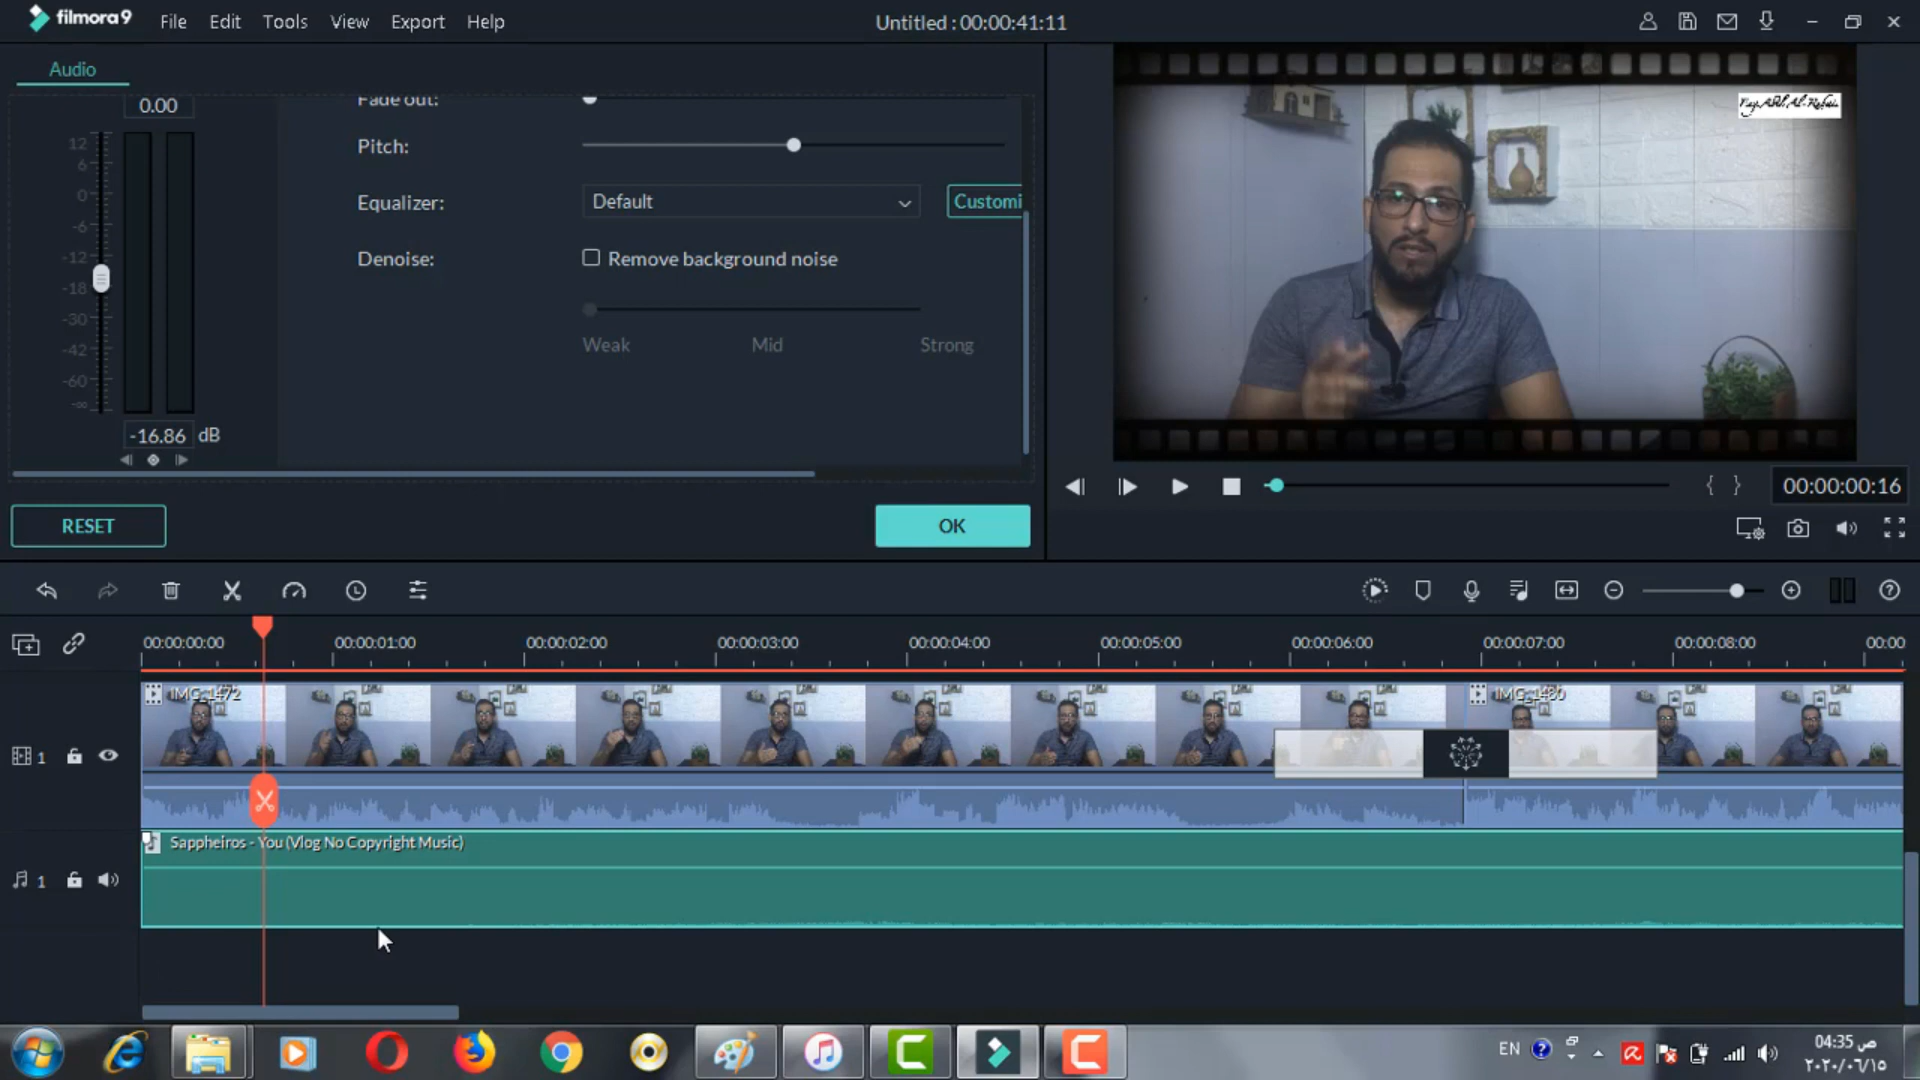 filmora9 File Edit Tools View Export Help Untitled : 00:00:41:11
Audio
0.00
Fade out:
12
6
0
-6
-12
-18
-30
-42
-60
-∞
Pitch:
Equalizer: Default Customi
Denoise: Remove background noise
Weak Mid Strong
-16.86 dB
RESET OK
00:00:00:16
00:00:00:00 00:00:01:00 00:00:02:00 00:00:03:00 00:00:04:00 00:00:05:00 00:00:06:00 00:00:07:00 00:00:08:00 00:00
IMG_1472 IMG_1480
1
Sappheiros - You (Vlog No Copyright Music)
1
EN
04:35 ص
٢٠٢٠/٠٦/١٥